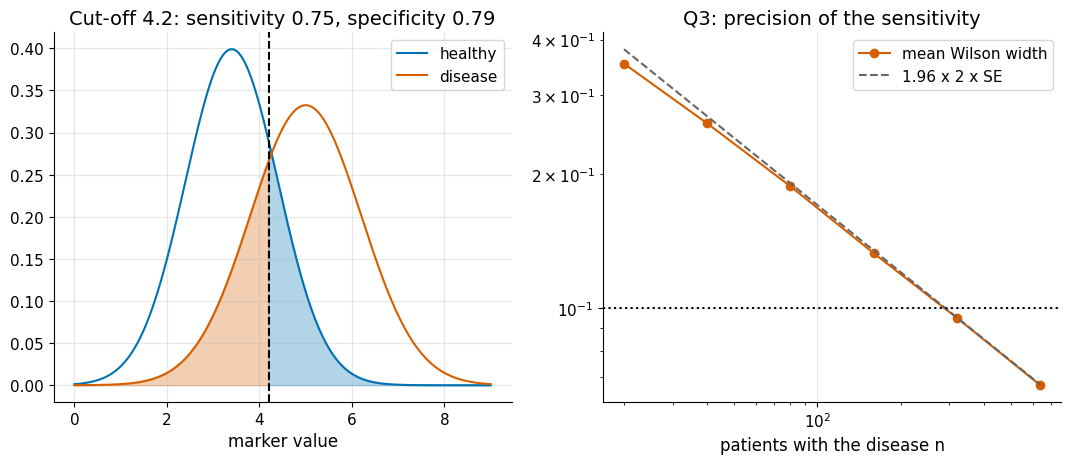 Cut-off 4.2: sensitivity 0.75, specificity 0.79
0.40
0.35
0.30
0.25
0.20
0.15
0.10
0.05
0.00
healthy
disease
0 2 4 6 8
marker value
Q3: precision of the sensitivity
4 × 10⁻¹
3 × 10⁻¹
2 × 10⁻¹
10⁻¹
mean Wilson width
1.96 x 2 x SE
10²
patients with the disease n